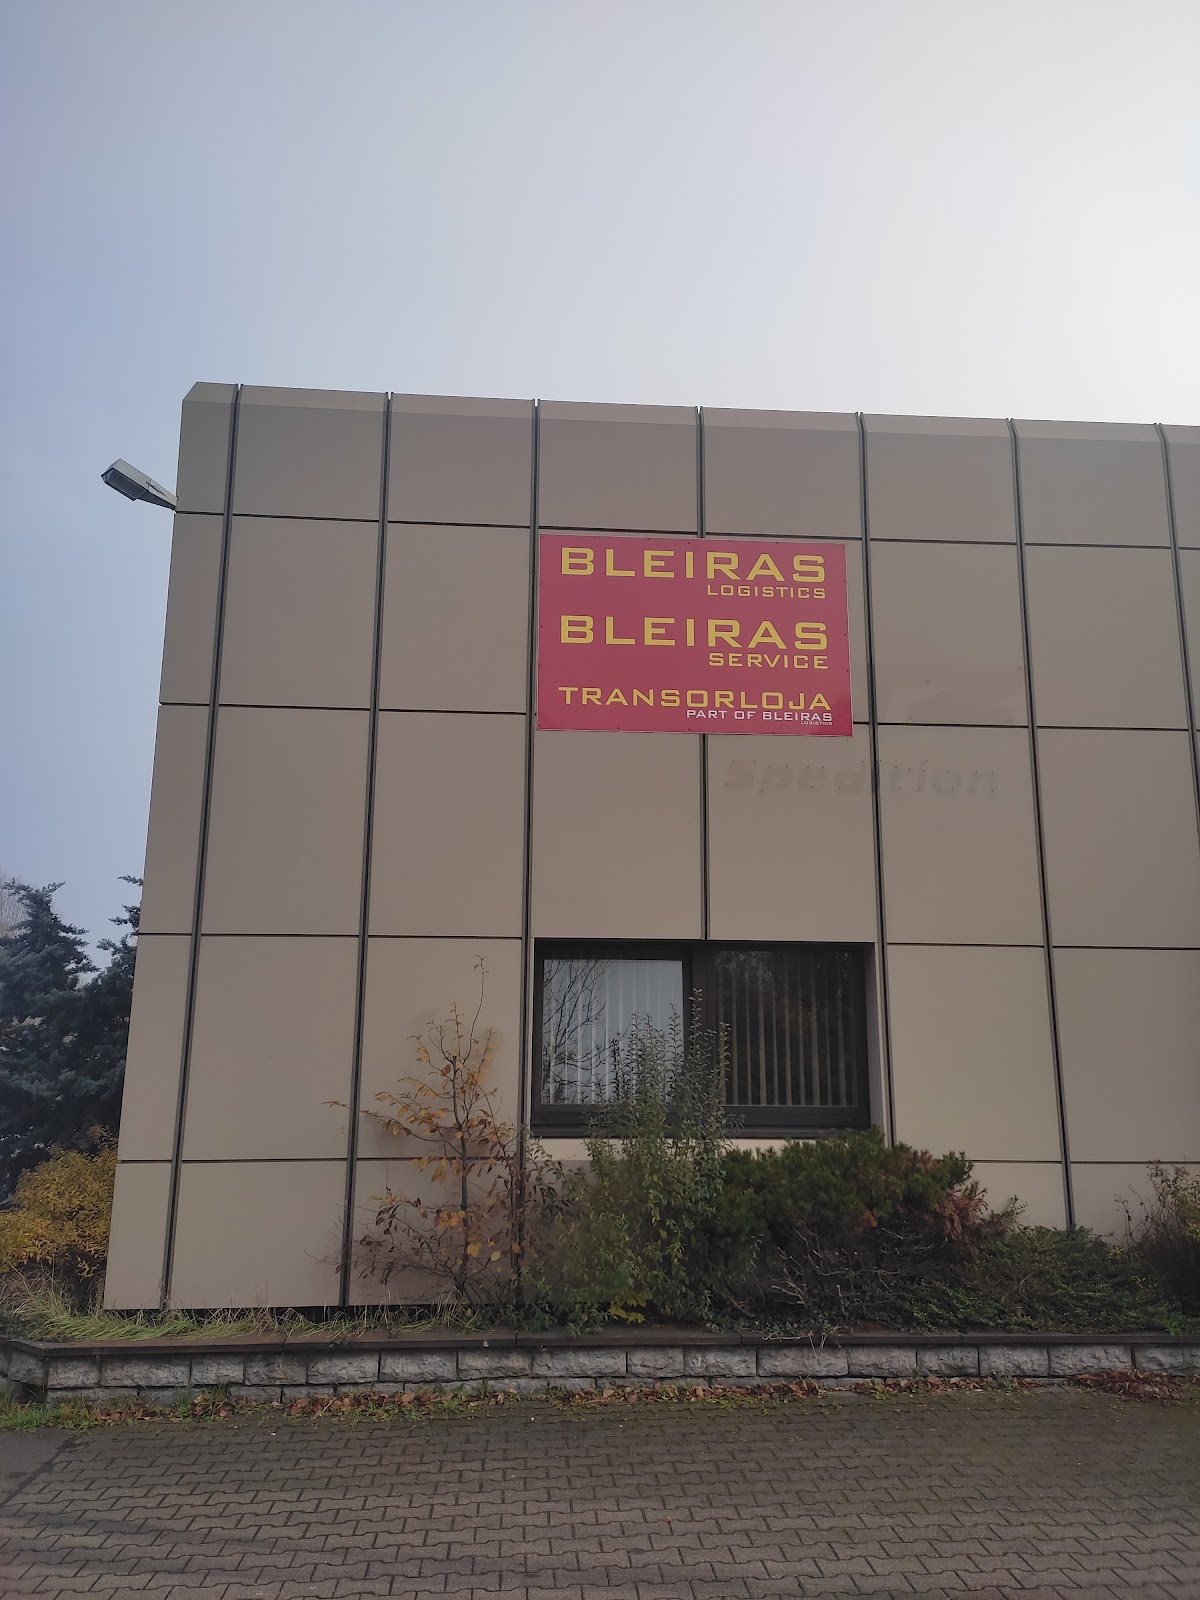 BLEIRAS
LOGISTICS
BLEIRAS
SERVICE
TRANSORLOJA
PART OF BLEIRAS
LOGISTICS
Spedition